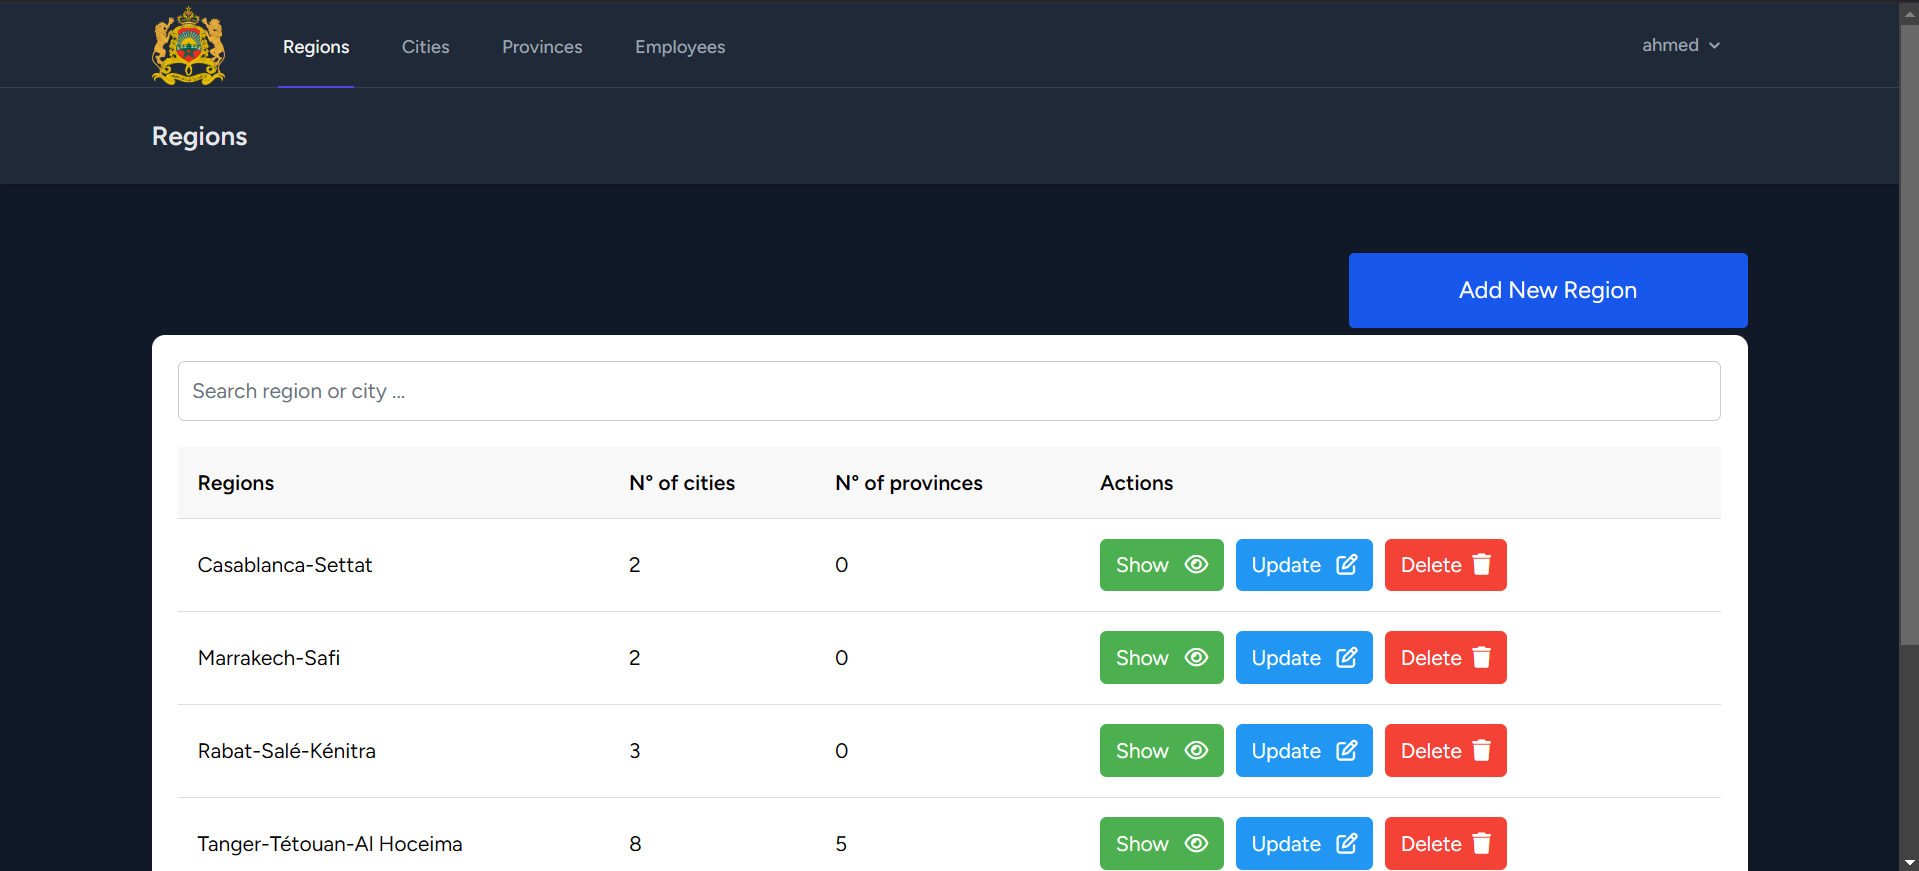 Regions Cities Provinces Employees ahmed
Regions
Add New Region
Search region or city ...
Regions N° of cities N° of provinces Actions
Casablanca-Settat 2 0 Show Update Delete
Marrakech-Safi 2 0 Show Update Delete
Rabat-Salé-Kénitra 3 0 Show Update Delete
Tanger-Tétouan-Al Hoceima 8 5 Show Update Delete